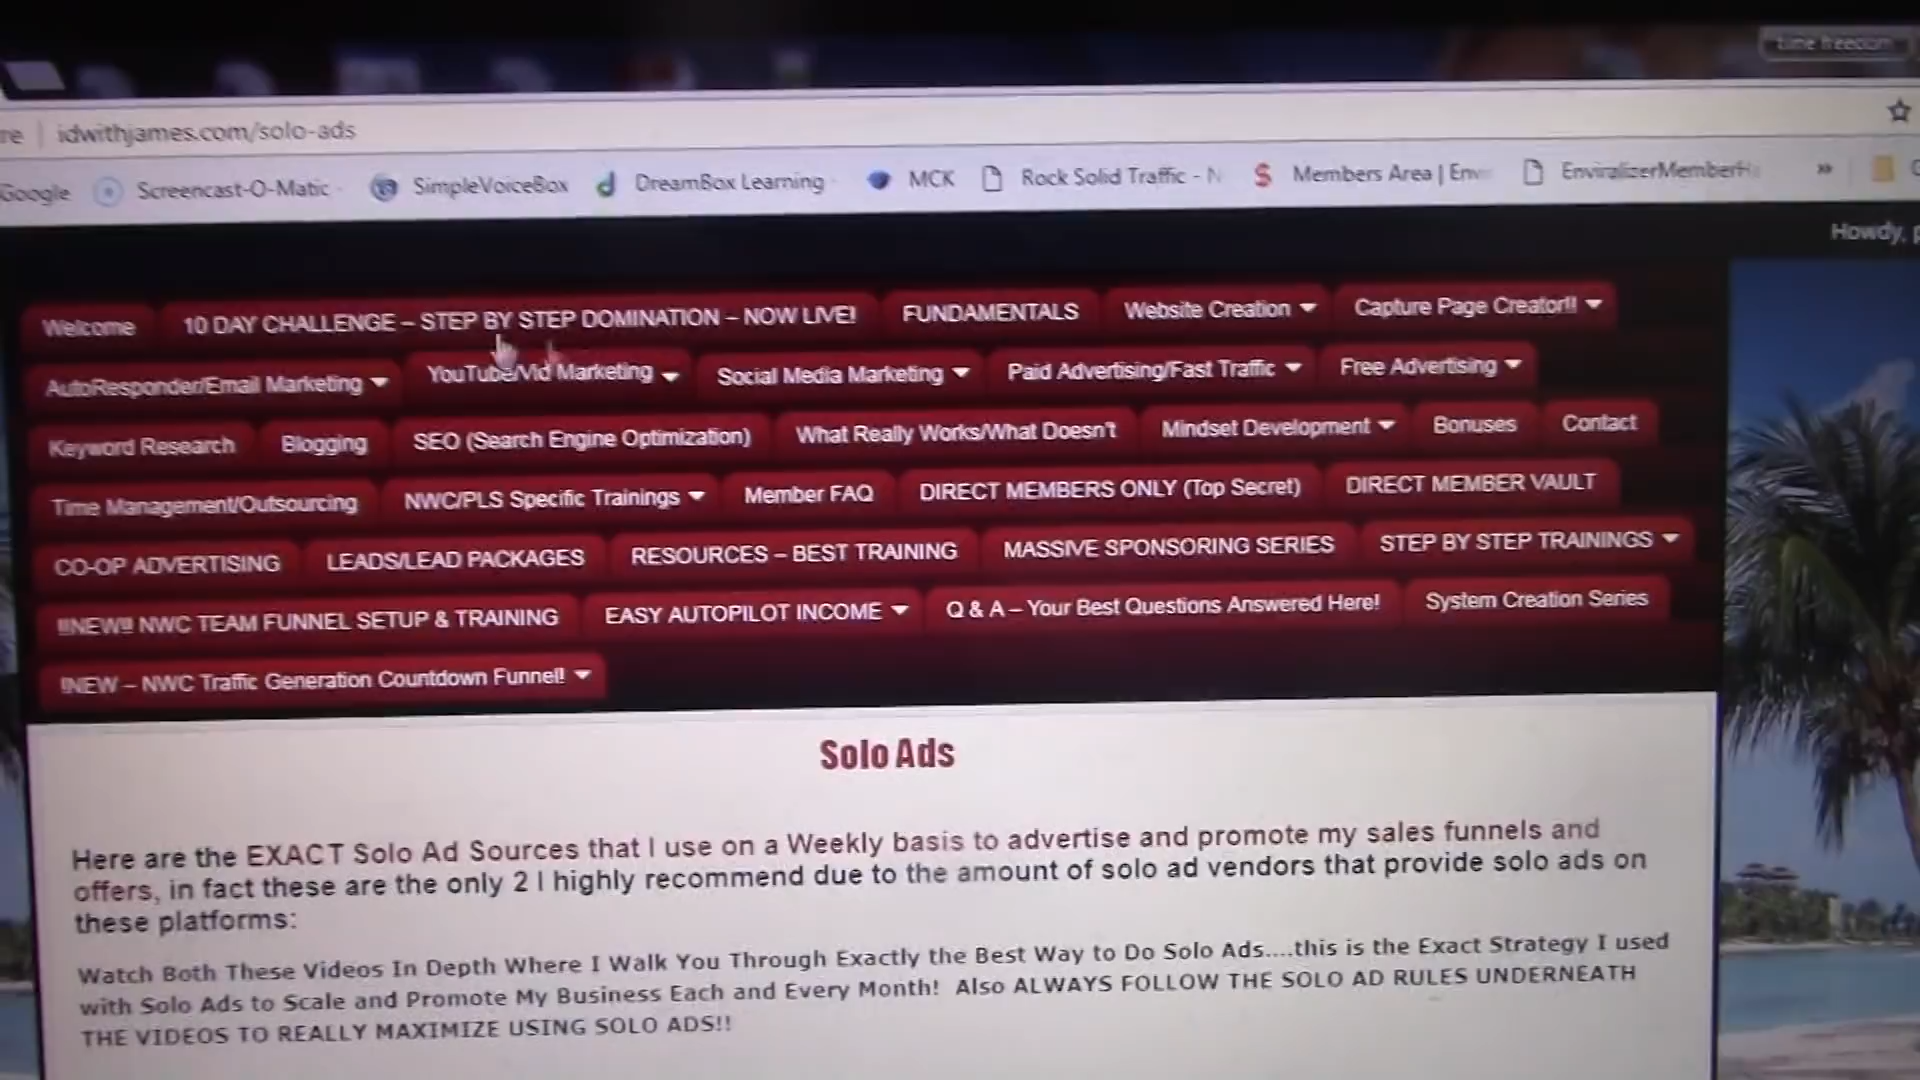 time freedom
re | idwithjames.com/solo-ads
Google Screencast-O-Matic SimpleVoiceBox DreamBox Learning MCK Rock Solid Traffic - N Members Area | Env EnviralizerMemberH »
Howdy, p
Welcome 10 DAY CHALLENGE – STEP BY STEP DOMINATION – NOW LIVE! FUNDAMENTALS Website Creation Capture Page Creator!!
AutoResponder/Email Marketing YouTube/Vid Marketing Social Media Marketing Paid Advertising/Fast Traffic Free Advertising
Keyword Research Blogging SEO (Search Engine Optimization) What Really Works/What Doesn't Mindset Development Bonuses Contact
Time Management/Outsourcing NWC/PLS Specific Trainings Member FAQ DIRECT MEMBERS ONLY (Top Secret) DIRECT MEMBER VAULT
CO-OP ADVERTISING LEADS/LEAD PACKAGES RESOURCES – BEST TRAINING MASSIVE SPONSORING SERIES STEP BY STEP TRAININGS
!!NEW!! NWC TEAM FUNNEL SETUP & TRAINING EASY AUTOPILOT INCOME Q & A – Your Best Questions Answered Here! System Creation Series
!NEW – NWC Traffic Generation Countdown Funnel!
Solo Ads
Here are the EXACT Solo Ad Sources that I use on a Weekly basis to advertise and promote my sales funnels and
offers, in fact these are the only 2 I highly recommend due to the amount of solo ad vendors that provide solo ads on
these platforms:
Watch Both These Videos In Depth Where I Walk You Through Exactly the Best Way to Do Solo Ads....this is the Exact Strategy I used
with Solo Ads to Scale and Promote My Business Each and Every Month! Also ALWAYS FOLLOW THE SOLO AD RULES UNDERNEATH
THE VIDEOS TO REALLY MAXIMIZE USING SOLO ADS!!